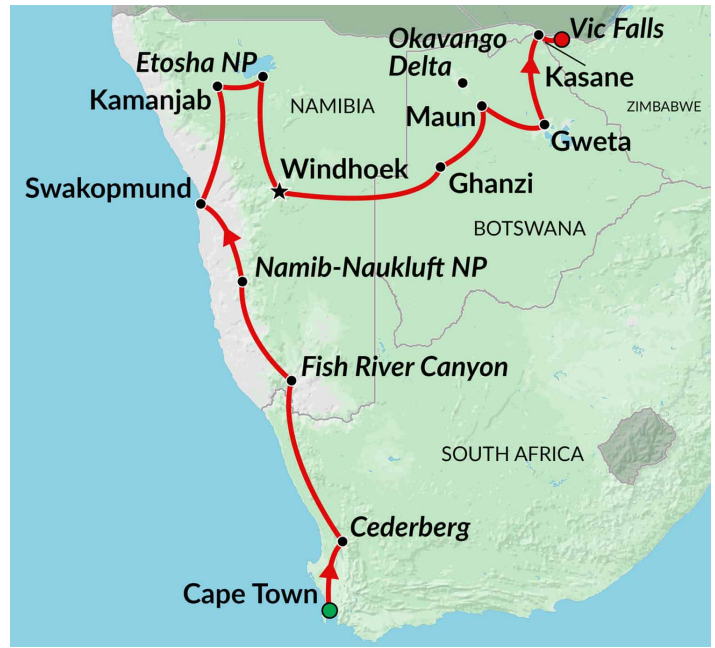 Vic Falls
Okavango
Delta
Etosha NP
Kasane
Kamanjab
NAMIBIA
ZIMBABWE
Maun
Gweta
Windhoek
Ghanzi
Swakopmund
BOTSWANA
Namib-Naukluft NP
Fish River Canyon
SOUTH AFRICA
Cederberg
Cape Town